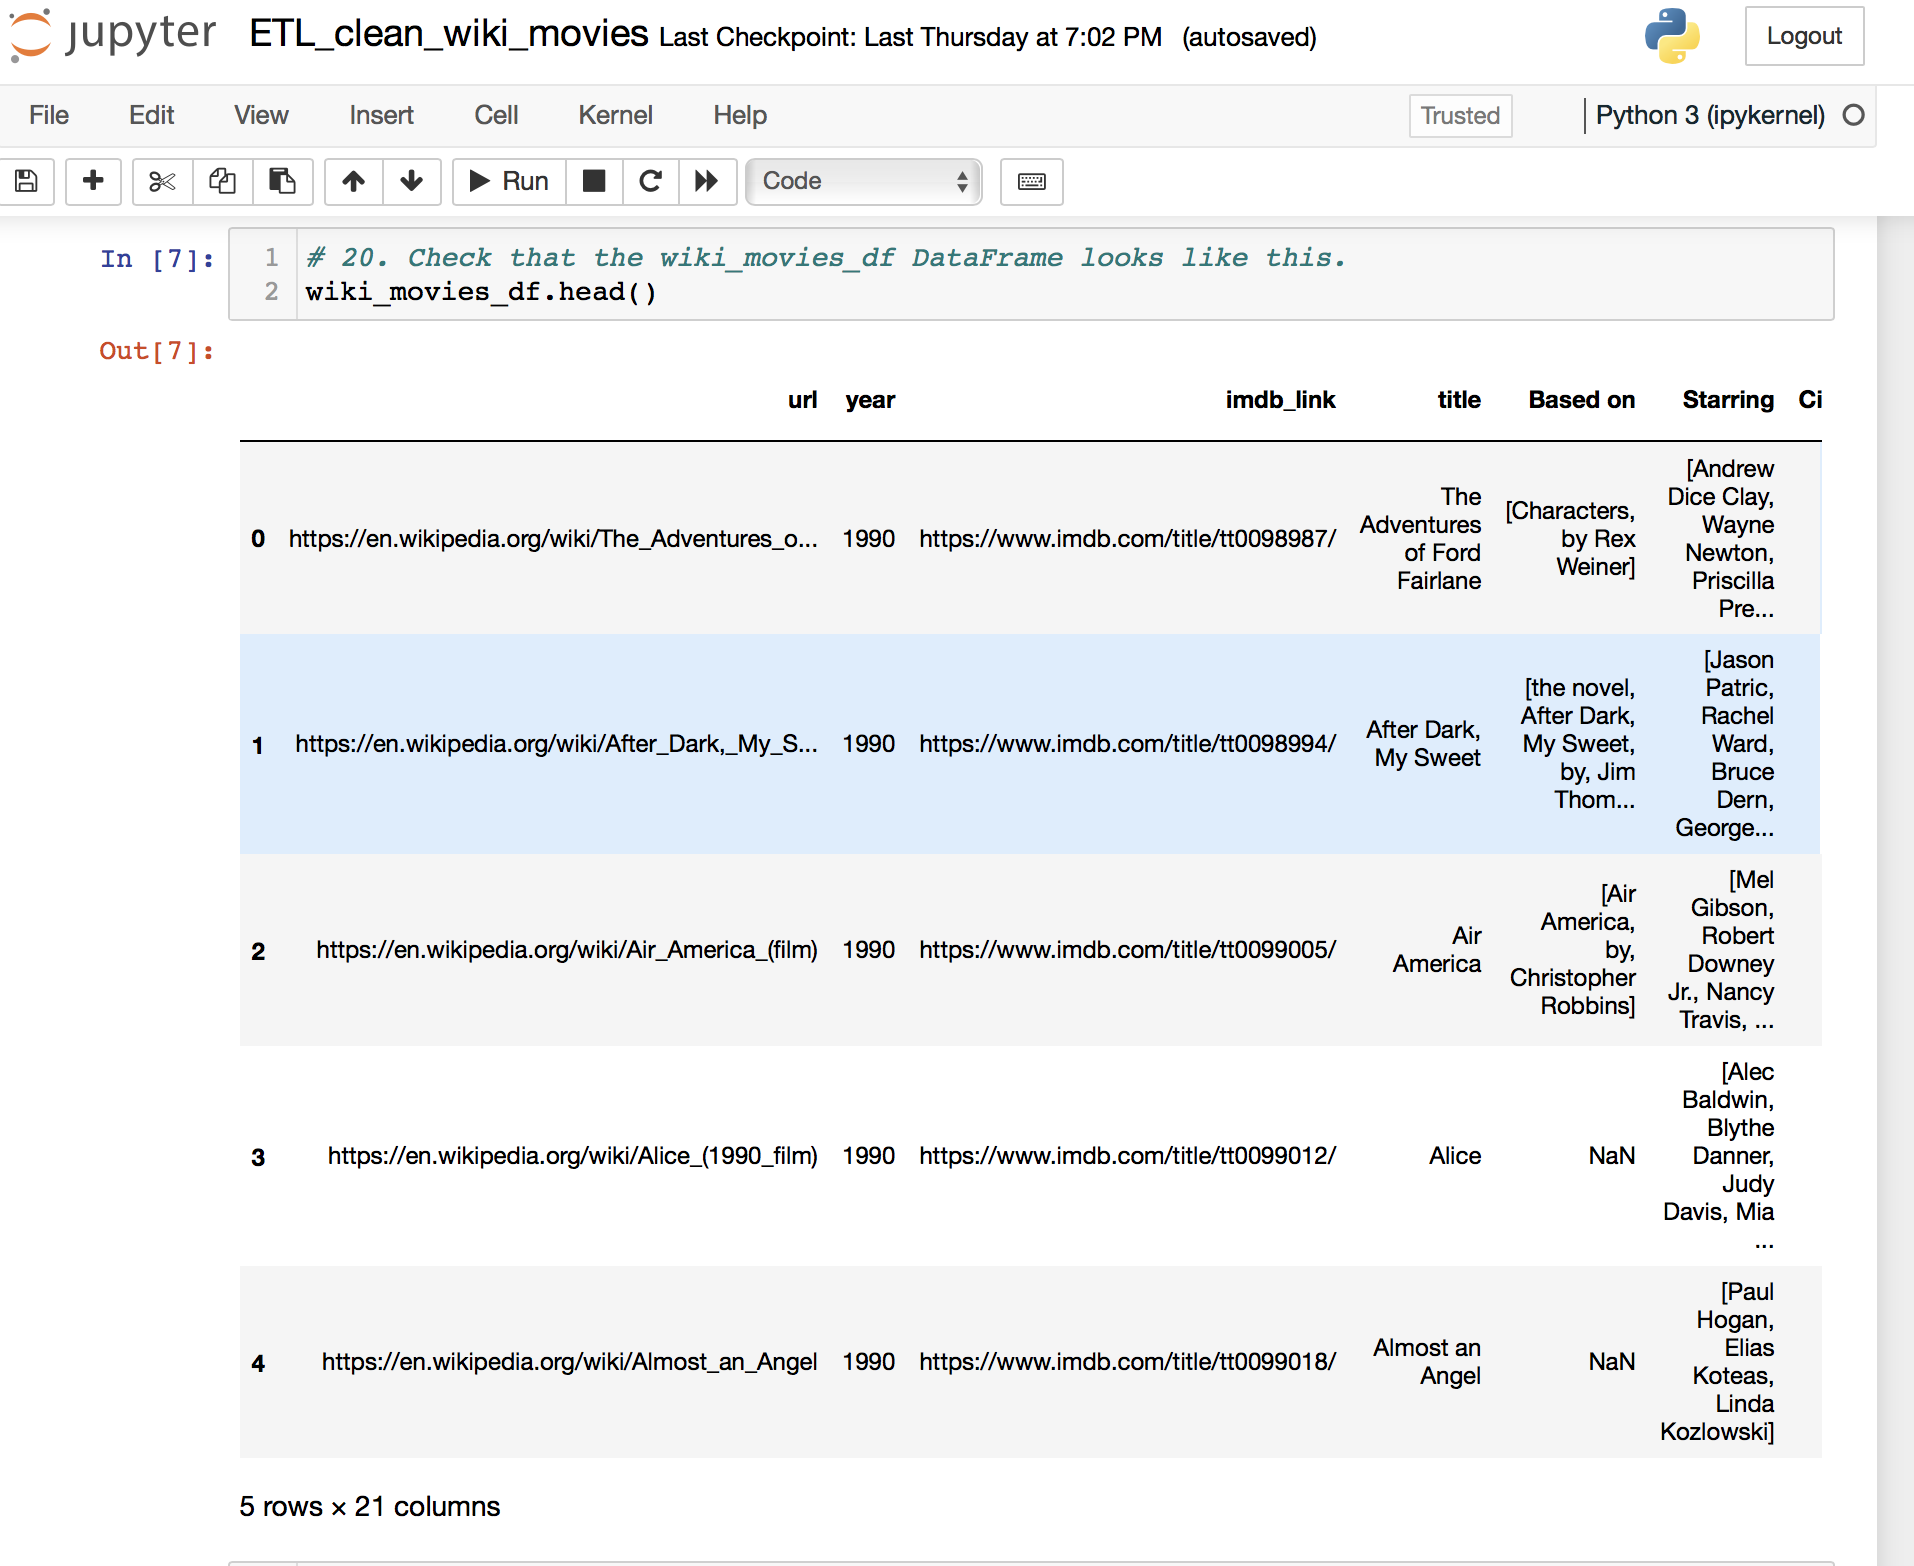 jupyter ETL_clean_wiki_movies Last Checkpoint: Last Thursday at 7:02 PM (autosaved) Logout
File Edit View Insert Cell Kernel Help Trusted Python 3 (ipykernel)
Run Code
In [7]:
1 # 20. Check that the wiki_movies_df DataFrame looks like this.
2 wiki_movies_df.head()
Out[7]:
url year imdb_link title Based on Starring Ci
0 https://en.wikipedia.org/wiki/The_Adventures_o... 1990 https://www.imdb.com/title/tt0098987/
The
Adventures
of Ford
Fairlane
[Characters,
by Rex
Weiner]
[Andrew
Dice Clay,
Wayne
Newton,
Priscilla
Pre...
1 https://en.wikipedia.org/wiki/After_Dark,_My_S... 1990 https://www.imdb.com/title/tt0098994/
After Dark,
My Sweet
[the novel,
After Dark,
My Sweet,
by, Jim
Thom...
[Jason
Patric,
Rachel
Ward,
Bruce
Dern,
George...
2 https://en.wikipedia.org/wiki/Air_America_(film) 1990 https://www.imdb.com/title/tt0099005/
Air
America
[Air
America,
by,
Christopher
Robbins]
[Mel
Gibson,
Robert
Downey
Jr., Nancy
Travis, ...
3 https://en.wikipedia.org/wiki/Alice_(1990_film) 1990 https://www.imdb.com/title/tt0099012/
Alice
NaN
[Alec
Baldwin,
Blythe
Danner,
Judy
Davis, Mia
...
4 https://en.wikipedia.org/wiki/Almost_an_Angel 1990 https://www.imdb.com/title/tt0099018/
Almost an
Angel
NaN
[Paul
Hogan,
Elias
Koteas,
Linda
Kozlowski]
5 rows × 21 columns